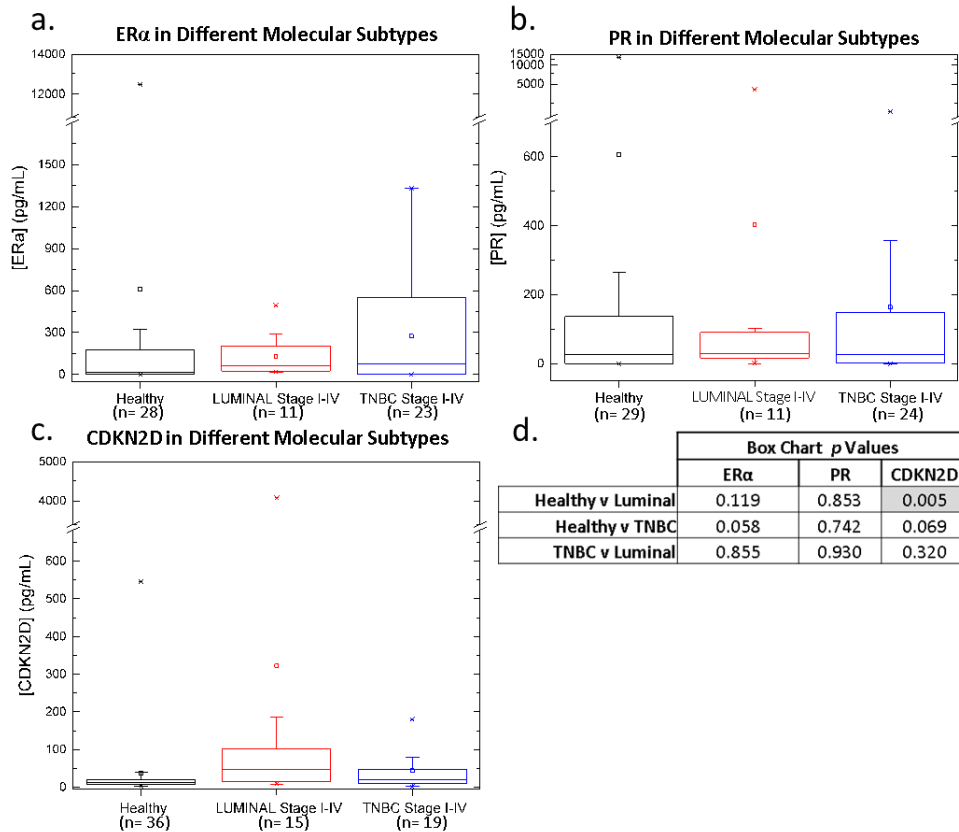 a.
ERα in Different Molecular Subtypes
14000
12000
1500
1200
900
600
300
0
[ERa] (pg/mL)
Healthy
(n= 28)
LUMINAL Stage I-IV
(n= 11)
TNBC Stage I-IV
(n= 23)
b.
PR in Different Molecular Subtypes
15000
10000
5000
600
400
200
0
[PR] (pg/mL)
Healthy
(n= 29)
LUMINAL Stage I-IV
(n= 11)
TNBC Stage I-IV
(n= 24)
c.
CDKN2D in Different Molecular Subtypes
5000
4000
600
500
400
300
200
100
0
[CDKN2D] (pg/mL)
Healthy
(n= 36)
LUMINAL Stage I-IV
(n= 15)
TNBC Stage I-IV
(n= 19)
d.
Box Chart p Values
ERα PR CDKN2D
Healthy v Luminal 0.119 0.853 0.005
Healthy v TNBC 0.058 0.742 0.069
TNBC v Luminal 0.855 0.930 0.320